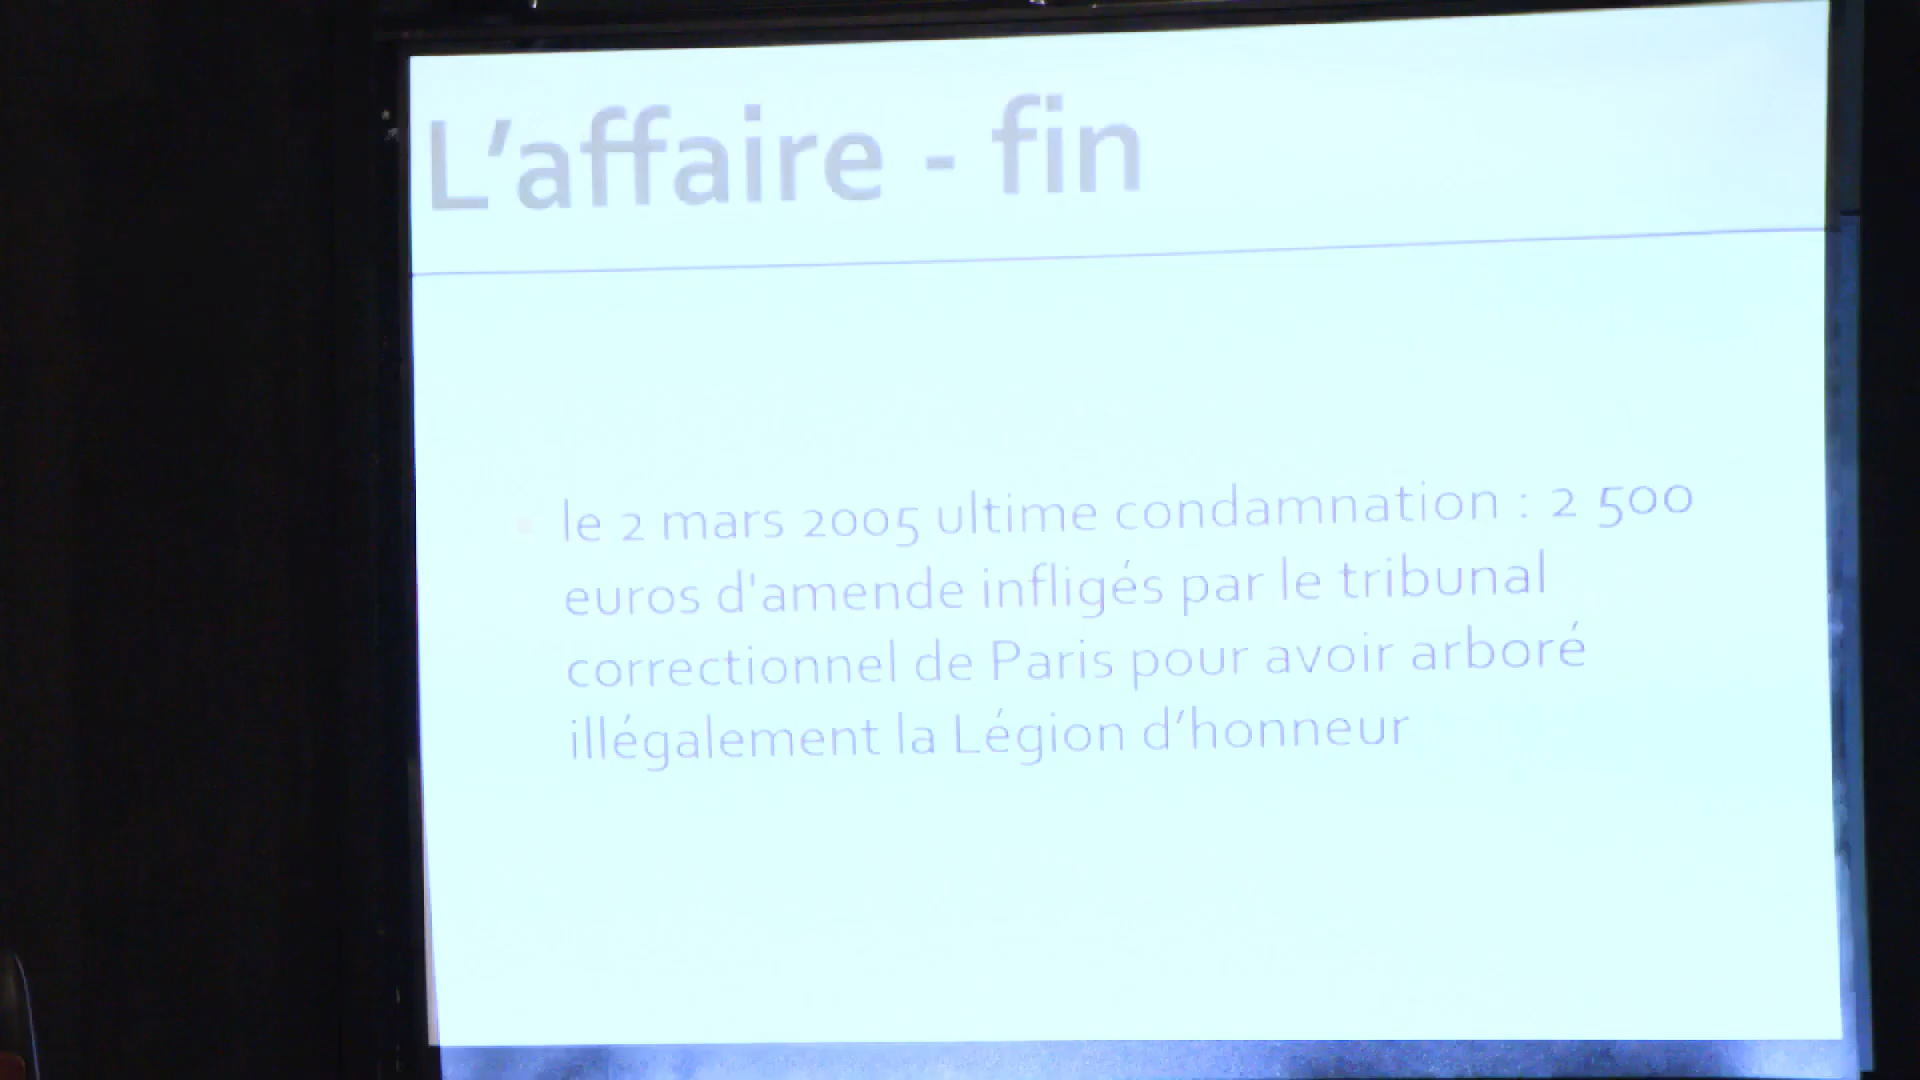 L'affaire - fin
le 2 mars 2005 ultime condamnation : 2 500
euros d'amende infligés par le tribunal
correctionnel de Paris pour avoir arboré
illégalement la Légion d’honneur